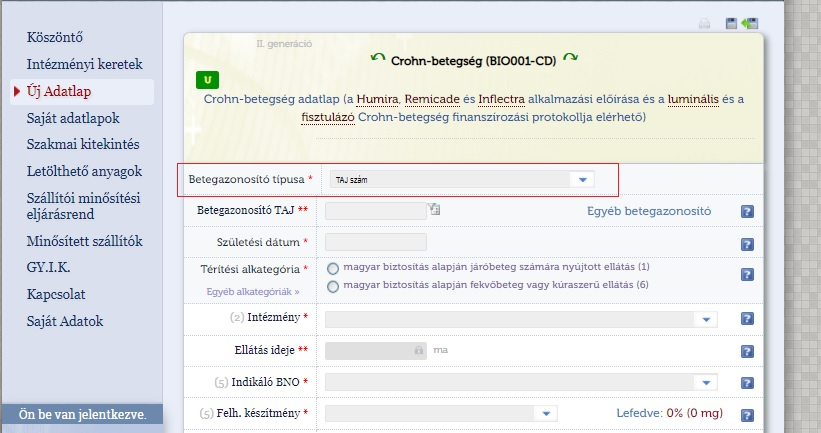 Köszöntő
Intézményi keretek
Új Adatlap
Saját adatlapok
Szakmai kitekintés
Letölthető anyagok
Szállítói minősítési
eljárásrend
Minősített szállítók
GY.I.K.
Kapcsolat
Saját Adatok
Ön be van jelentkezve.
II. generáció
Crohn-betegség (BIO001-CD)
U
Crohn-betegség adatlap (a Humira, Remicade és Inflectra alkalmazási előírása és a luminális és a
fisztulázó Crohn-betegség finanszírozási protokollja elérhető)
Betegazonosító típusa * TAJ szám
Betegazonosító TAJ ** Egyéb betegazonosító ?
Születési dátum * ?
Térítési alkategória * magyar biztosítás alapján járóbeteg számára nyújtott ellátás (1) ?
Egyéb alkategóriák » magyar biztosítás alapján fekvőbeteg vagy kúraszerű ellátás (6)
(2) Intézmény * ?
Ellátás ideje ** ma ?
(5) Indikáló BNO * ?
(5) Felh. készítmény * Lefedve: 0% (0 mg) ?